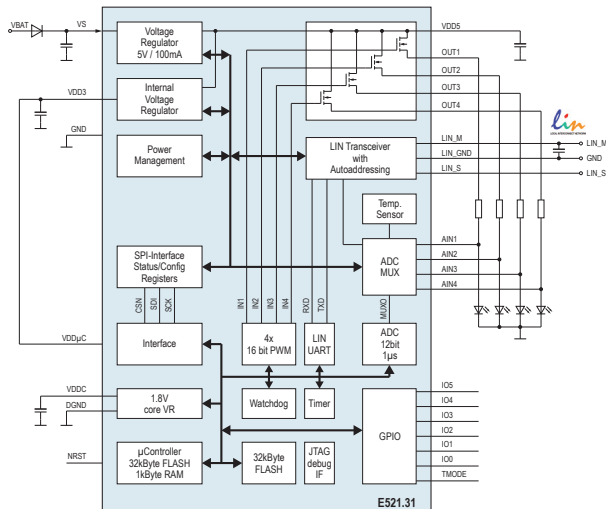 VBAT
VS
Voltage
Regulator
5V / 100mA
VDD5
OUT1
OUT2
OUT3
OUT4
VDD3
Internal
Voltage
Regulator
GND
Power
Management
LIN Transceiver
with
Autoaddressing
lin
LOCAL INTERCONNECT NETWORK
LIN_M
LIN_M
LIN_GND
GND
LIN_S
LIN_S
Temp.
Sensor
SPI-Interface
Status/Config
Registers
ADC
MUX
AIN1
AIN2
AIN3
AIN4
CSN
SDI
SCK
IN1
IN2
IN3
IN4
RXD
TXD
MUXO
VDDµC
Interface
4x
16 bit PWM
LIN
UART
ADC
12bit
1µs
VDDC
DGND
1.8V
core VR
Watchdog
Timer
GPIO
IO5
IO4
IO3
IO2
IO1
IO0
TMODE
NRST
µController
32kByte FLASH
1kByte RAM
32kByte
FLASH
JTAG
debug
IF
E521.31